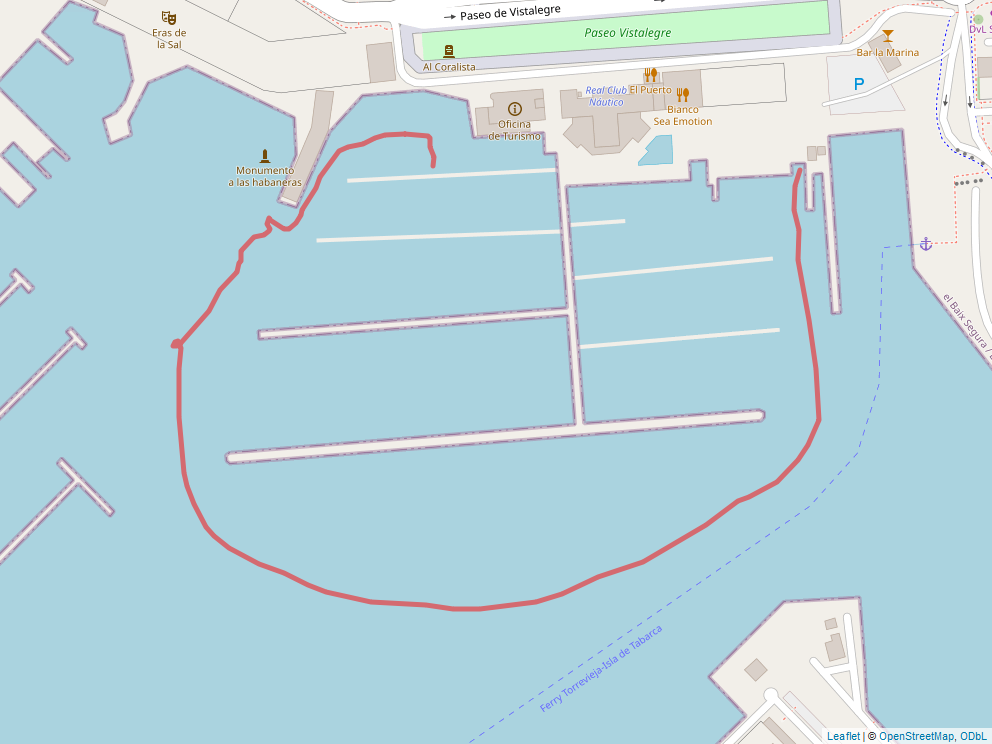 Paseo de Vistalegre
Eras de
la Sal
Paseo Vistalegre
Al Coralista
Bar la Marina
DvL S
P
Real Club
Náutico
El Puerto
Bianco
Sea Emotion
Oficina
de Turismo
Monumento
a las habaneras
el Baix Segura / 
Ferry Torrevieja-Isla de Tabarca
Leaflet | © OpenStreetMap, ODbL